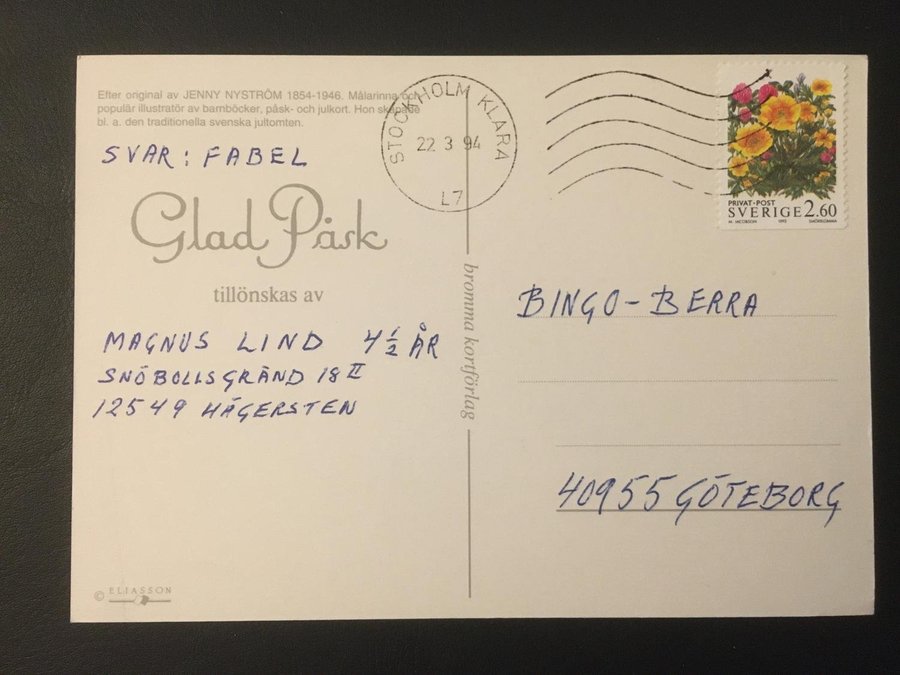 Efter original av JENNY NYSTRÖM 1854-1946. Målarinna och
populär illustratör av barnböcker, påsk- och julkort. Hon skapade
bl. a. den traditionella svenska jultomten.
SVAR: FABEL
Glad Påsk
tillönskas av
MAGNUS LIND 4½ ÅR
SNÖBOLLSGRÄND 18 II
12549 HÄGERSTEN
© ELIASSON
bromma kortförlag
STOCKHOLM KLARA
22 3 94
L7
PRIVAT·POST
SVERIGE 2.60
M. JACOBSON 1993 SMÖRBOWANA
BINGO-BERRA
40955 GÖTEBORG